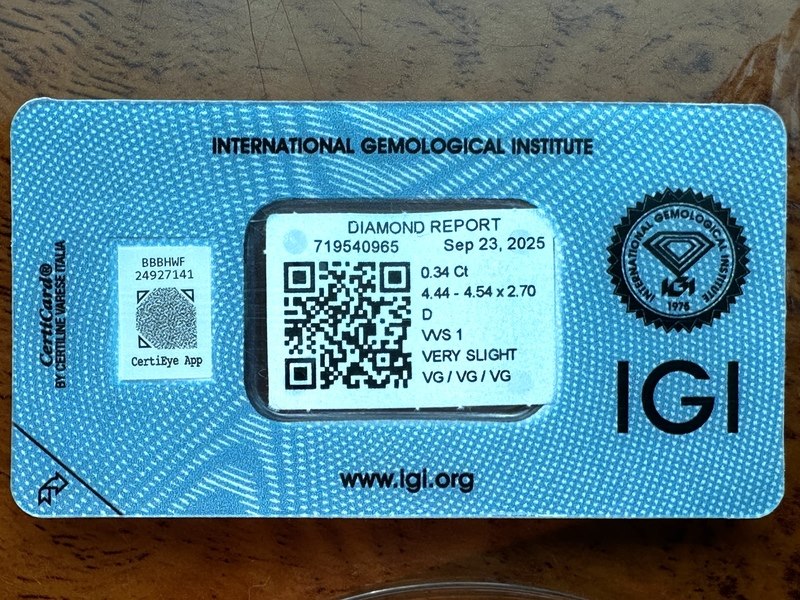 INTERNATIONAL GEMOLOGICAL INSTITUTE
CertiCard®
BY CERTILINE VARESE ITALIA
BBBHWF
24927141
CertiEye App
DIAMOND REPORT
719540965 Sep 23, 2025
0.34 Ct
4.44 - 4.54 x 2.70
D
VVS 1
VERY SLIGHT
VG / VG / VG
INTERNATIONAL GEMOLOGICAL INSTITUTE
IGI
1975
IGI
www.igi.org